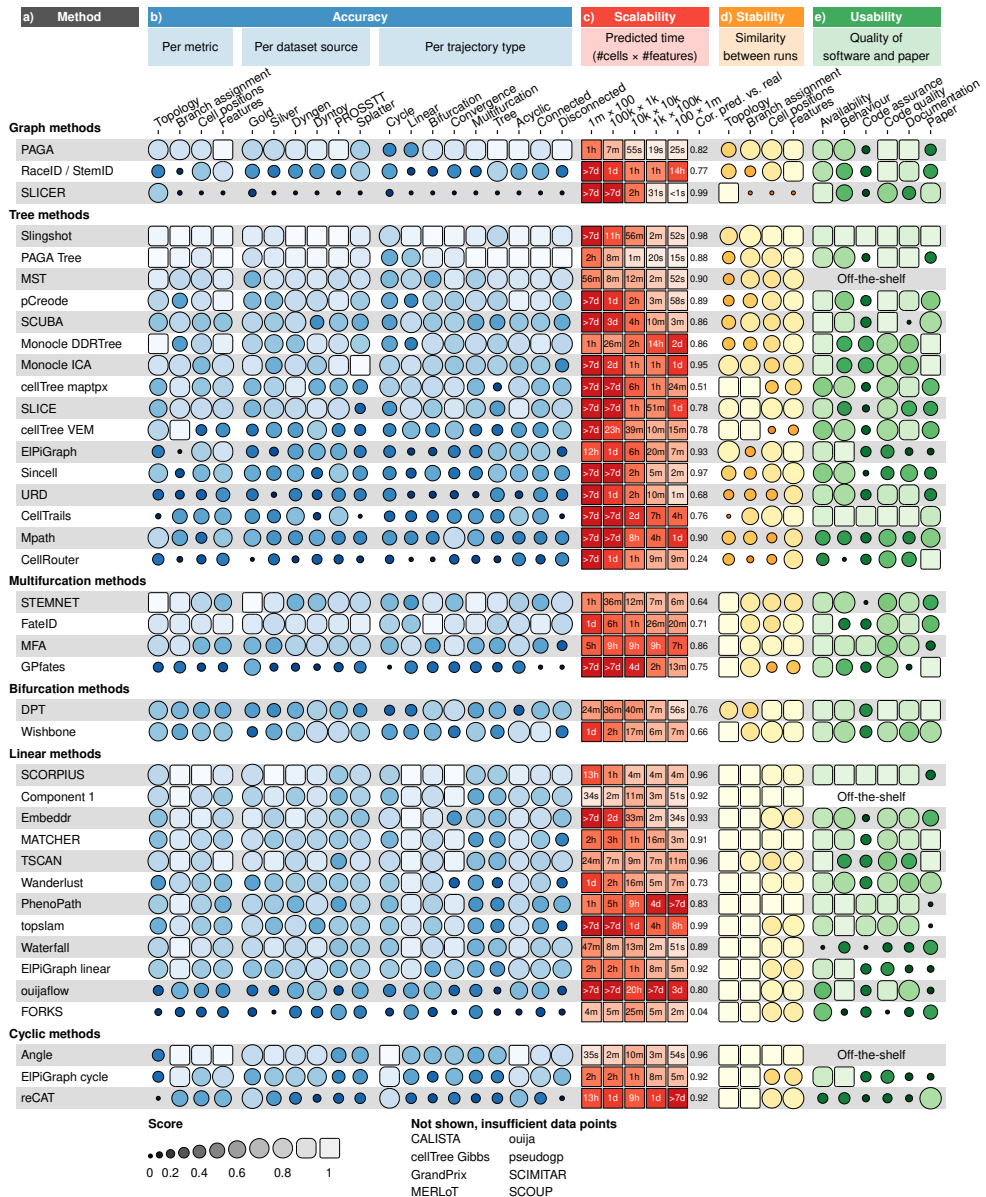 a) Method b) Accuracy c) Scalability d) Stability e) Usability
Per metric Per dataset source Per trajectory type Predicted time (#cells × #features) Similarity between runs Quality of software and paper
Topology Branch assignment Cell positions Features Gold Silver Dyngen Dyntoy PROSSTT Splatter Cycle Linear Bifurcation Convergence Multifurcation Tree Acyclic Connected Disconnected 1m × 100 100k × 1k 10k × 10k 1k × 100k 100 × 1m Cor. pred. vs. real Topology Branch assignment Cell positions Features Availability Behaviour Code assurance Code quality Documentation Paper
Graph methods
PAGA 1h 7m 55s 19s 25s 0.82
RaceID / StemID >7d 1d 1h 1h 14h 0.77
SLICER >7d >7d 2h 31s <1s 0.99
Tree methods
Slingshot >7d 11h 56m 2m 52s 0.98
PAGA Tree 2h 8m 1m 20s 15s 0.88
MST 56m 8m 12m 2m 52s 0.90 Off-the-shelf
pCreode >7d 1d 2h 3m 58s 0.89
SCUBA >7d 3d 4h 10m 3m 0.86
Monocle DDRTree 1h 26m 2h 14h 2d 0.86
Monocle ICA >7d 2d 1h 1h 1d 0.95
cellTree maptpx >7d >7d 6h 1h 24m 0.51
SLICE >7d >7d 1h 51m 1d 0.78
cellTree VEM >7d 23h 39m 10m 15m 0.78
ElPiGraph 12h 1d 6h 20m 7m 0.93
Sincell >7d >7d 2h 5m 2m 0.97
URD >7d 1d 2h 10m 1m 0.68
CellTrails >7d >7d 2d 7h 4h 0.76
Mpath >7d >7d 8h 4h 1d 0.90
CellRouter >7d 1d 1h 9m 9m 0.24
Multifurcation methods
STEMNET 1h 36m 12m 7m 6m 0.64
FateID 1d 6h 1h 26m 20m 0.71
MFA 5h 9h 9h 9h 7h 0.86
GPfates >7d >7d 4d 2h 13m 0.75
Bifurcation methods
DPT 24m 36m 40m 7m 56s 0.76
Wishbone 1d 2h 17m 6m 7m 0.66
Linear methods
SCORPIUS 13h 1h 4m 4m 4m 0.96
Component 1 34s 2m 11m 3m 51s 0.92 Off-the-shelf
Embeddr >7d 2d 33m 2m 34s 0.93
MATCHER 2h 3h 1h 16m 3m 0.91
TSCAN 24m 7m 9m 7m 11m 0.96
Wanderlust 1d 2h 16m 5m 7m 0.73
PhenoPath 1h 5h 9h 4d >7d 0.83
topslam >7d >7d 1d 4h 8h 0.99
Waterfall 47m 8m 13m 2m 51s 0.89
ElPiGraph linear 2h 2h 1h 8m 5m 0.92
ouijaflow >7d >7d 20h >7d 3d 0.80
FORKS 4m 5m 25m 5m 2m 0.04
Cyclic methods
Angle 35s 2m 10m 3m 54s 0.96 Off-the-shelf
ElPiGraph cycle 2h 2h 1h 8m 5m 0.92
reCAT 13h 1d 9h 1d >7d 0.92
Score
0 0.2 0.4 0.6 0.8 1
Not shown, insufficient data points
CALISTA ouija
cellTree Gibbs pseudogp
GrandPrix SCIMITAR
MERLoT SCOUP